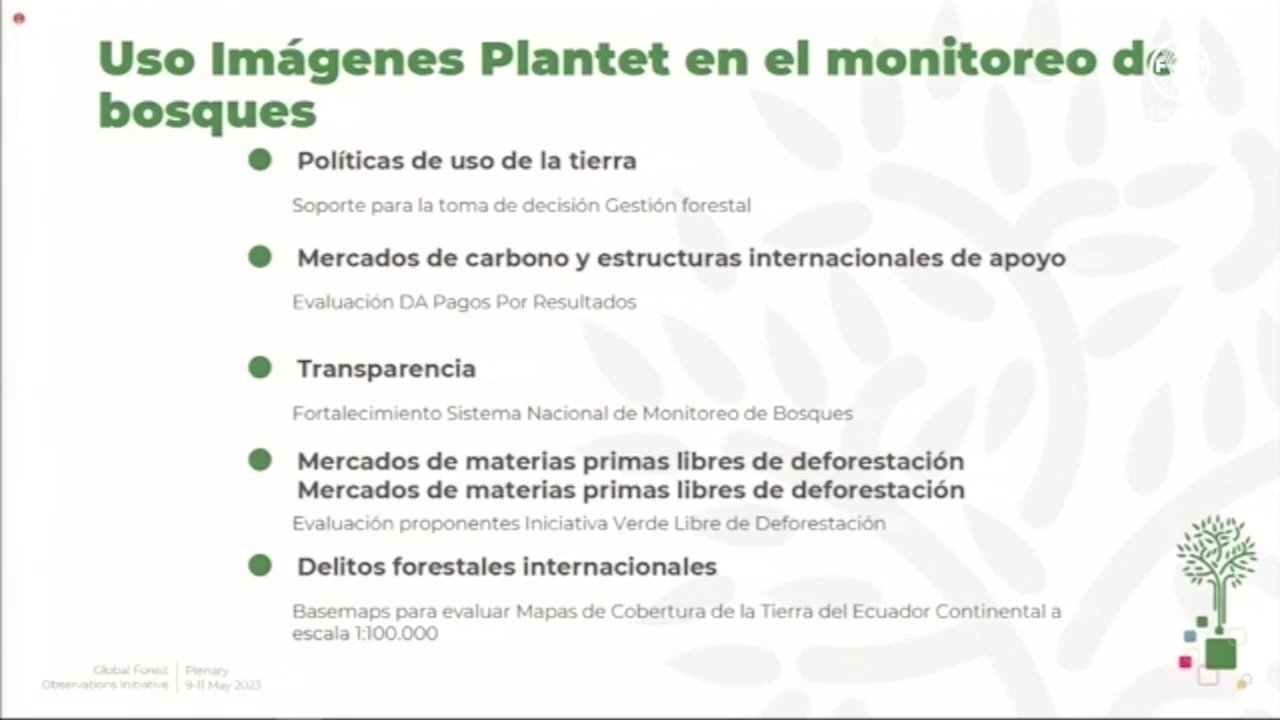 Uso Imágenes Plantet en el monitoreo de
bosques
Políticas de uso de la tierra
Soporte para la toma de decisión Gestión forestal
Mercados de carbono y estructuras internacionales de apoyo
Evaluación DA Pagos Por Resultados
Transparencia
Fortalecimiento Sistema Nacional de Monitoreo de Bosques
Mercados de materias primas libres de deforestación
Mercados de materias primas libres de deforestación
Evaluación proponentes Iniciativa Verde Libre de Deforestación
Delitos forestales internacionales
Basemaps para evaluar Mapas de Cobertura de la Tierra del Ecuador Continental a
escala 1:100.000
Global Forest
Observations Initiative
Plenary
9-11 May 2023